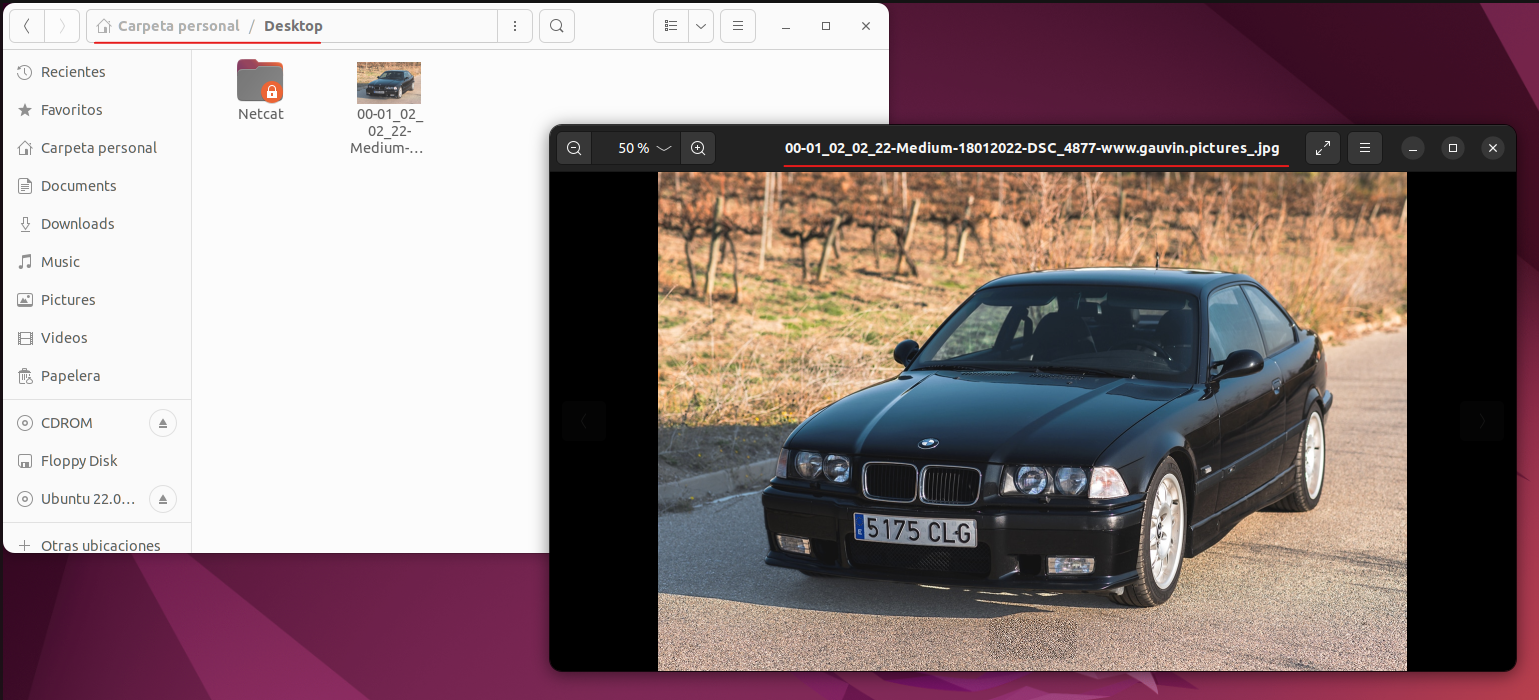 Carpeta personal / Desktop
Recientes
Favoritos
Carpeta personal
Documents
Downloads
Music
Pictures
Videos
Papelera
CDROM
Floppy Disk
Ubuntu 22.0…
Otras ubicaciones
Netcat
00-01_02_
02_22-
Medium-…
50 %
00-01_02_02_22-Medium-18012022-DSC_4877-www.gauvin.pictures_.jpg
E
5175 CLG